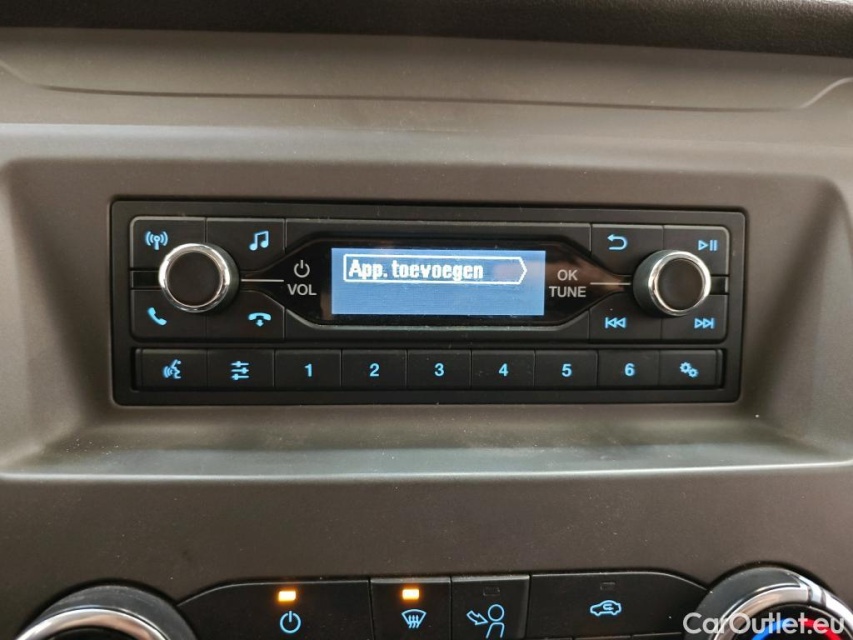 App. toevoegen
VOL
OK
TUNE
1 2 3 4 5 6
CarOutlet.eu